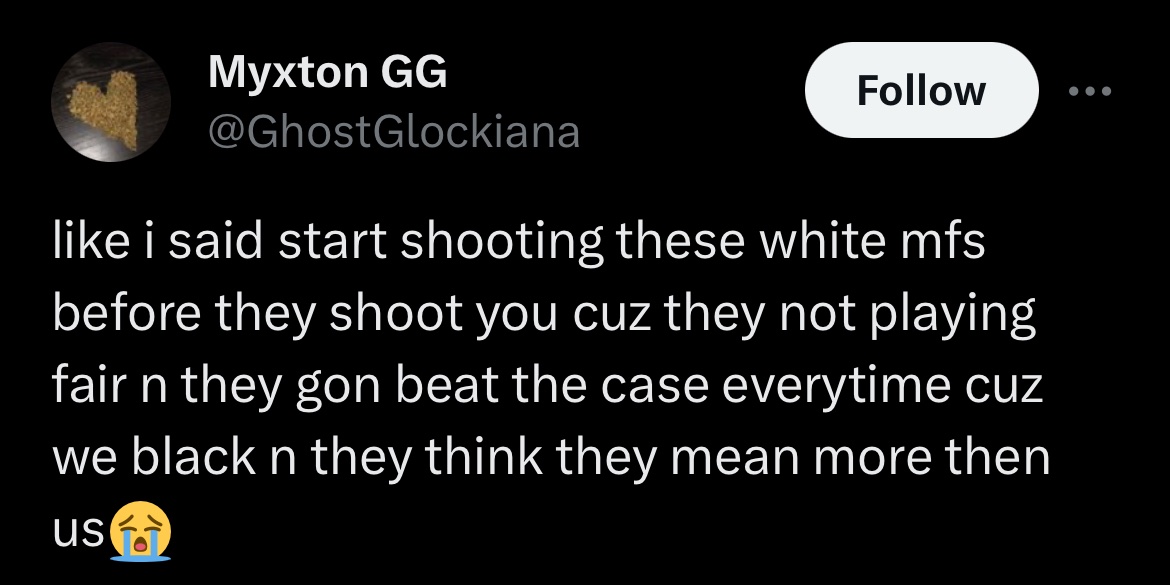 Myxton GG
@GhostGlockiana
Follow
like i said start shooting these white mfs
before they shoot you cuz they not playing
fair n they gon beat the case everytime cuz
we black n they think they mean more then
us😭